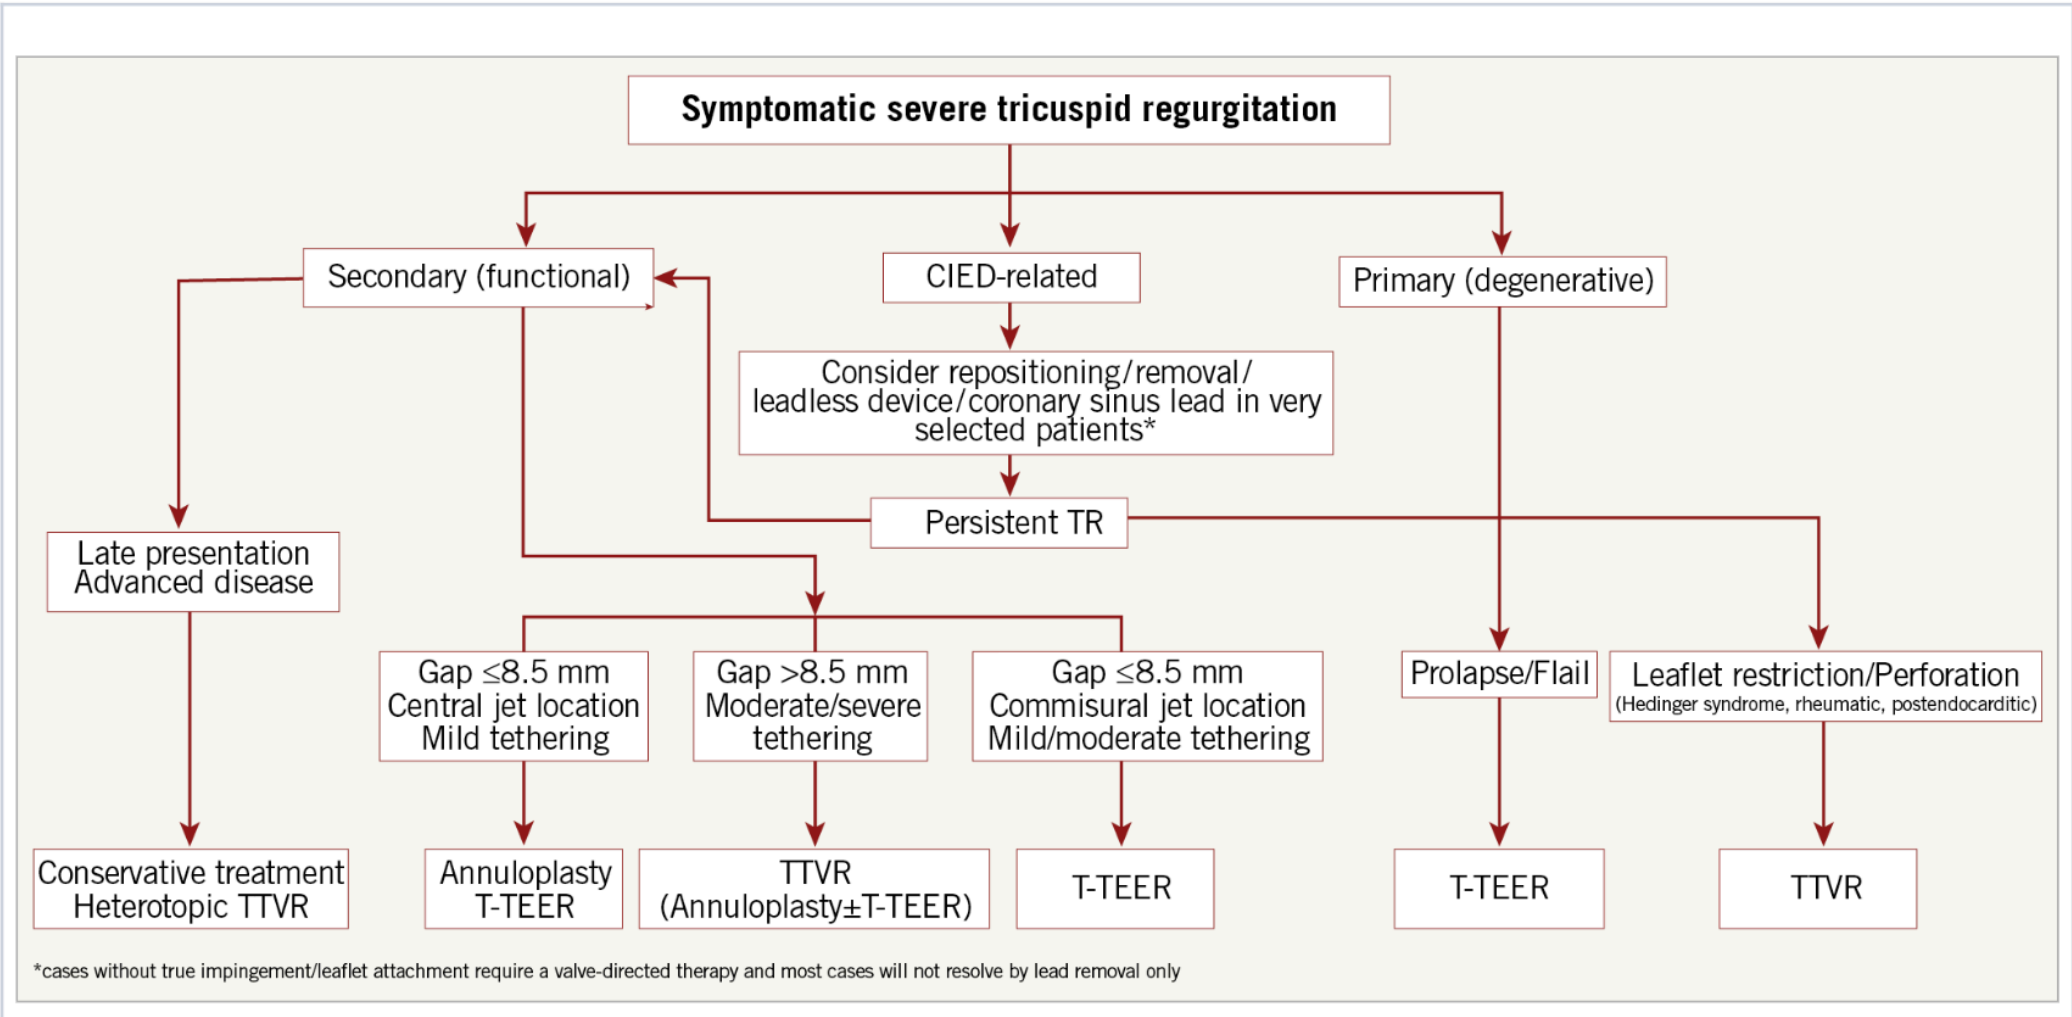 Symptomatic severe tricuspid regurgitation
Secondary (functional)
CIED-related
Primary (degenerative)
Consider repositioning/removal/
leadless device/coronary sinus lead in very
selected patients*
Persistent TR
Late presentation
Advanced disease
Gap ≤8.5 mm
Central jet location
Mild tethering
Gap >8.5 mm
Moderate/severe
tethering
Gap ≤8.5 mm
Commisural jet location
Mild/moderate tethering
Prolapse/Flail
Leaflet restriction/Perforation
(Hedinger syndrome, rheumatic, postendocarditic)
Conservative treatment
Heterotopic TTVR
Annuloplasty
T-TEER
TTVR
(Annuloplasty±T-TEER)
T-TEER
T-TEER
TTVR
*cases without true impingement/leaflet attachment require a valve-directed therapy and most cases will not resolve by lead removal only